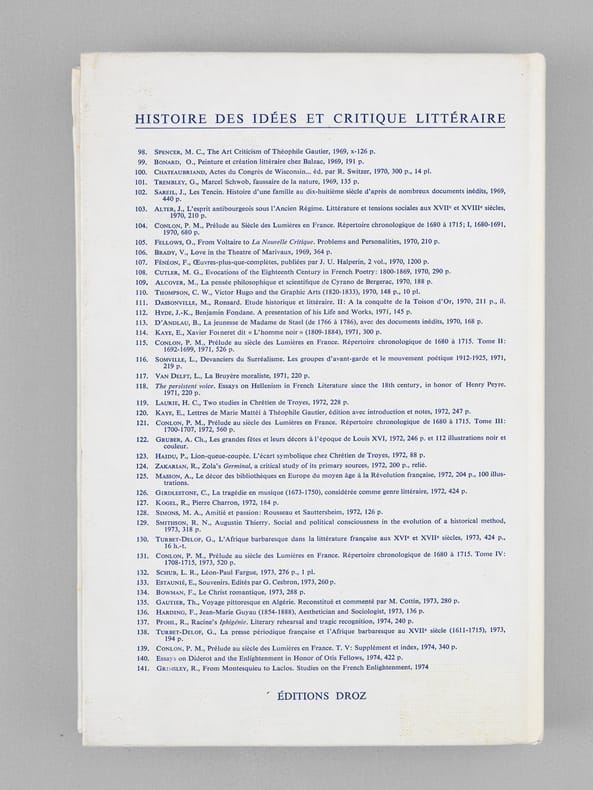 HISTOIRE DES IDÉES ET CRITIQUE LITTÉRAIRE
98. SPENCER, M. C., The Art Criticism of Théophile Gautier, 1969, x-126 p.
99. BONARD, O., Peinture et création littéraire chez Balzac, 1969, 191 p.
100. CHATEAUBRIAND, Actes du Congrès de Wisconsin... éd. par R. Switzer, 1970, 300 p., 14 pl.
101. TREMBLEY, G., Marcel Schwob, faussaire de la nature, 1969, 135 p.
102. SAREIL, J., Les Tencin. Histoire d'une famille au dix-huitième siècle d'après de nombreux documents inédits, 1969,
440 p.
103. ALTER, J., L'esprit antibourgeois sous l'Ancien Régime. Littérature et tensions sociales aux XVIIe et XVIIIe siècles,
1970, 210 p.
104. CONLON, P. M., Prélude au Siècle des Lumières en France. Répertoire chronologique de 1680 à 1715; I, 1680-1691,
1970, 680 p.
105. FELLOWS, O., From Voltaire to La Nouvelle Critique. Problems and Personalities, 1970, 210 p.
106. BRADY, V., Love in the Theatre of Marivaux, 1969, 364 p.
107. FÉNÉON, F., Œuvres-plus-que-complètes, publiées par J. U. Halperin, 2 vol., 1970, 1200 p.
108. CUTLER, M. G., Evocations of the Eighteenth Century in French Poetry: 1800-1869, 1970, 290 p.
109. ALCOVER, M., La pensée philosophique et scientifique de Cyrano de Bergerac, 1970, 188 p.
110. THOMPSON, C. W., Victor Hugo and the Graphic Arts (1820-1833), 1970, 148 p., 10 pl.
111. DASSONVILLE, M., Ronsard. Etude historique et littéraire. II: A la conquête de la Toison d'Or, 1970, 211 p., il.
112. HYDE, J.-K., Benjamin Fondane. A presentation of his Life and Works, 1971, 145 p.
113. D'ANDLAU, B., La jeunesse de Madame de Stael (de 1766 à 1786), avec des documents inédits, 1970, 168 p.
114. KAYE, E., Xavier Forneret dit « L'homme noir » (1809-1884), 1971, 300 p.
115. CONLON, P. M., Prélude au siècle des Lumières en France. Répertoire chronologique de 1680 à 1715. Tome II:
1692-1699, 1971, 526 p.
116. SOMVILLE, L., Devanciers du Surréalisme. Les groupes d'avant-garde et le mouvement poétique 1912-1925, 1971,
219 p.
117. VAN DELFT, L., La Bruyère moraliste, 1971, 220 p.
118. The persistent voice. Essays on Hellenism in French Literature since the 18th century, in honor of Henry Peyre.
1971, 220 p.
119. LAURIE, H. C., Two studies in Chrétien de Troyes, 1972, 228 p.
120. KAYE, E., Lettres de Marie Mattéi à Théophile Gautier, édition avec introduction et notes, 1972, 247 p.
121. CONLON, P. M., Prélude au siècle des Lumières en France. Répertoire chronologique de 1680 à 1715. Tome III:
1700-1707, 1972, 560 p.
122. GRUBER, A. Ch., Les grandes fêtes et leurs décors à l'époque de Louis XVI, 1972, 246 p. et 112 illustrations noir et
couleur.
123. HAIDU, P., Lion-queue-coupée. L'écart symbolique chez Chrétien de Troyes, 1972, 88 p.
124. ZAKARIAN, R., Zola's Germinal, a critical study of its primary sources, 1972, 200 p., relié.
125. MASSON, A., Le décor des bibliothèques en Europe du moyen âge à la Révolution française, 1972, 204 p., 100 illus-
trations.
126. GIRDLESTONE, C., La tragédie en musique (1673-1750), considérée comme genre littéraire, 1972, 424 p.
127. KOGEL, R., Pierre Charron, 1972, 184 p.
128. SIMONS, M. A., Amitié et passion: Rousseau et Sauttersheim, 1972, 126 p.
129. SMITHSON, R. N., Augustin Thierry. Social and political consciousness in the evolution of a historical method,
1973, 318 p.
130. TURBET-DELOF, G., L'Afrique barbaresque dans la littérature française aux XVIe et XVIIe siècles, 1973, 424 p.,
16 h.-t.
131. CONLON, P. M., Prélude au siècle des Lumières en France. Répertoire chronologique de 1680 à 1715. Tome IV:
1708-1715, 1973, 520 p.
132. SCHUB, L. R., Léon-Paul Fargue, 1973, 276 p., 1 pl.
133. ESTAUNIÉ, E., Souvenirs. Edités par G. Cesbron, 1973, 260 p.
134. BOWMAN, F., Le Christ romantique, 1973, 288 p.
135. GAUTIER, Th., Voyage pittoresque en Algérie. Reconstitué et commenté par M. Cottin, 1973, 280 p.
136. HARDING, F., Jean-Marie Guyau (1854-1888), Aesthetician and Sociologist, 1973, 136 p.
137. PFOHL, R., Racine's Iphigénie. Literary rehearsal and tragic recognition, 1974, 240 p.
138. TURBET-DELOF, G., La presse périodique française et l'Afrique barbaresque au XVIIe siècle (1611-1715), 1973,
194 p.
139. CONLON, P. M., Prélude au siècle des Lumières en France. T. V: Supplément et index, 1974, 340 p.
140. Essays on Diderot and the Enlightenment in Honor of Otis Fellows, 1974, 422 p.
141. GRIMSLEY, R., From Montesquieu to Laclos. Studies on the French Enlightenment, 1974
ÉDITIONS DROZ